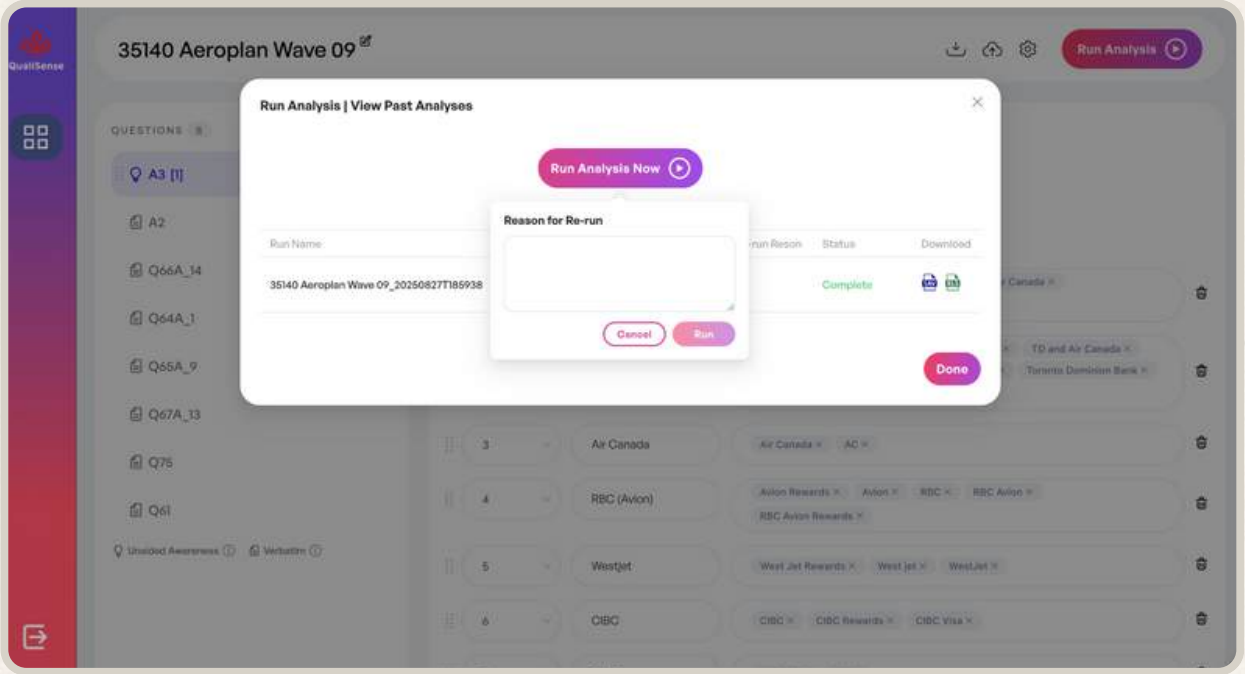 QualiSense
35140 Aeroplan Wave 09
Run Analysis
Run Analysis | View Past Analyses
Run Analysis Now
Reason for Re-run
Cancel
Run
Run Name
-run Reson
Status
Download
35140 Aeroplan Wave 09_20250827T185938
Complete
SAV
Done
QUESTIONS 8
A3 [1]
A2
Q66A_14
Q64A_1
Q65A_9
Q67A_13
Q75
Q61
Unaided Awareness
Verbatim
Canada ×
× TD and Air Canada ×
Toronto Dominion Bank ×
3 Air Canada Air Canada × AC ×
4 RBC (Avion) Avion Rewards × Avion × RBC × RBC Avion ×
RBC Avion Rewards ×
5 Westjet West Jet Rewards × West jet × WestJet ×
6 CIBC CIBC × CIBC Rewards × CIBC Visa ×